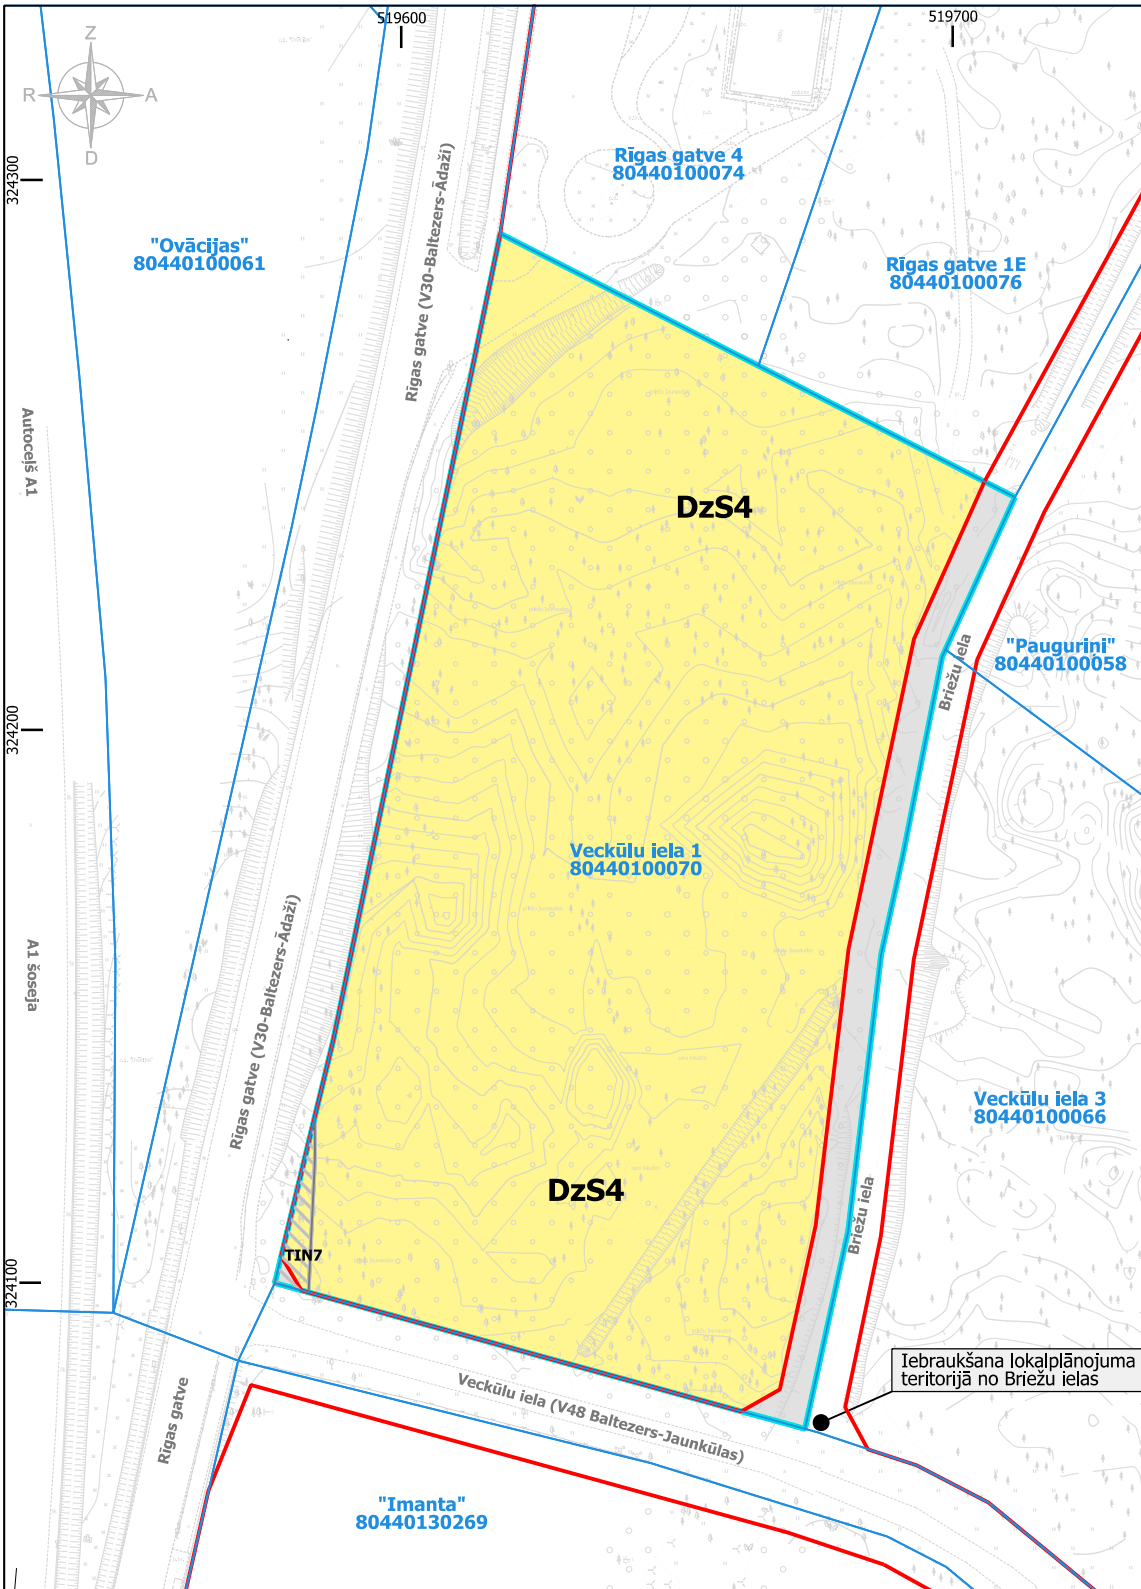 519600
519700
Z
R
A
D
324300
Rīgas gatve 4
80440100074
Rīgas gatve (V30-Baltezers-Ādaži)
"Ovācijas"
80440100061
Rīgas gatve 1E
80440100076
Autoceļš A1
DzS4
"Pauguriņi"
80440100058
Briežu iela
324200
Veckūlu iela 1
80440100070
A1 šoseja
Rīgas gatve (V30-Baltezers-Ādaži)
Veckūlu iela 3
80440100066
DzS4
Briežu iela
TIN7
324100
Iebraukšana lokalplānojuma
teritorijā no Briežu ielas
Rīgas gatve
Veckūlu iela (V48 Baltezers-Jaunkūlas)
"Imanta"
80440130269